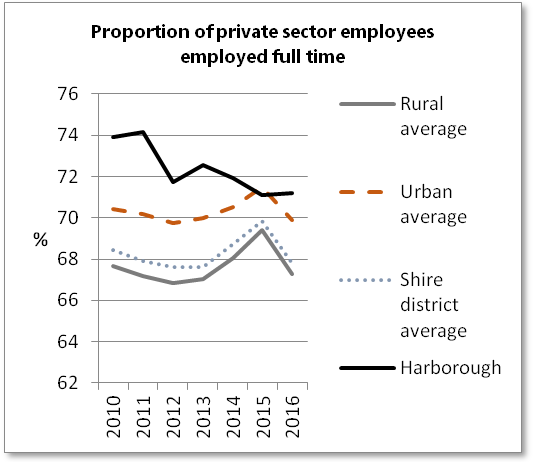 Proportion of private sector employees
employed full time
76
74
72
70
68
66
64
62
%
2010
2011
2012
2013
2014
2015
2016
Rural
average
Urban
average
Shire
district
average
Harborough